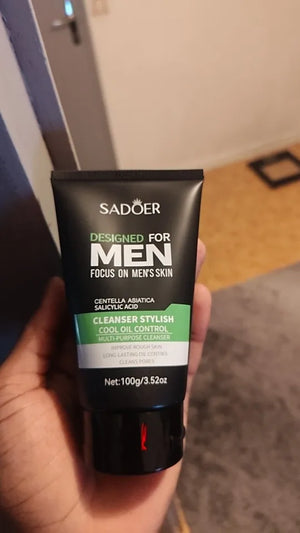 SADOER
DESIGNED FOR
MEN
FOCUS ON MEN'S SKIN
CENTELLA ASIATICA
SALICYLIC ACID
CLEANSER STYLISH
COOL OIL CONTROL
MULTI-PURPOSE CLEANSER
IMPROVE ROUGH SKIN
LONG-LASTING OIL CONTROL
CLEANS PORES
Net:100g/3.52oz